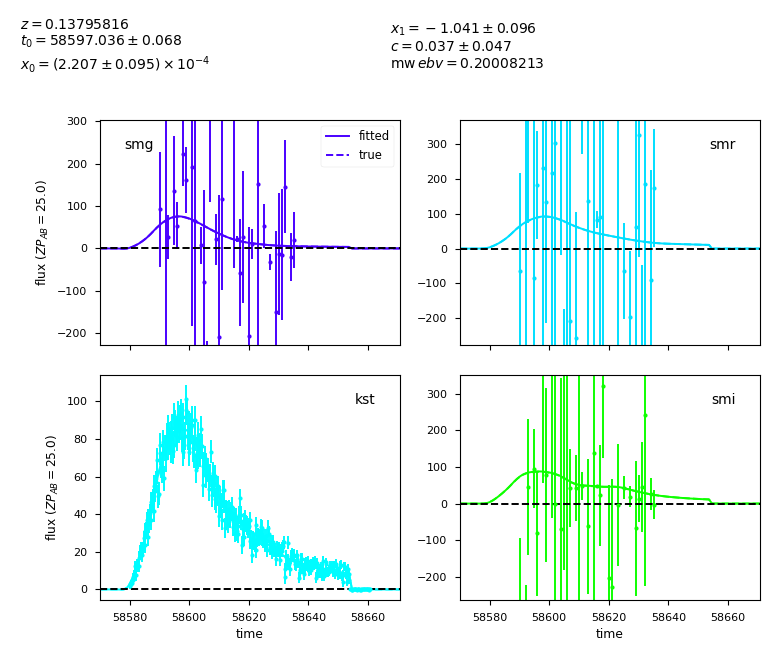 z = 0.13795816
t₀ = 58597.036 ± 0.068
x₀ = (2.207 ± 0.095) × 10⁻⁴
x₁ = −1.041 ± 0.096
c = 0.037 ± 0.047
mw ebv = 0.20008213
smg
fitted
true
300
200
100
0
−100
−200
flux (ZP_AB = 25.0)
smr
300
200
100
0
−100
−200
kst
100
80
60
40
20
0
flux (ZP_AB = 25.0)
58580 58600 58620 58640 58660
time
smi
300
200
100
0
−100
−200
58580 58600 58620 58640 58660
time